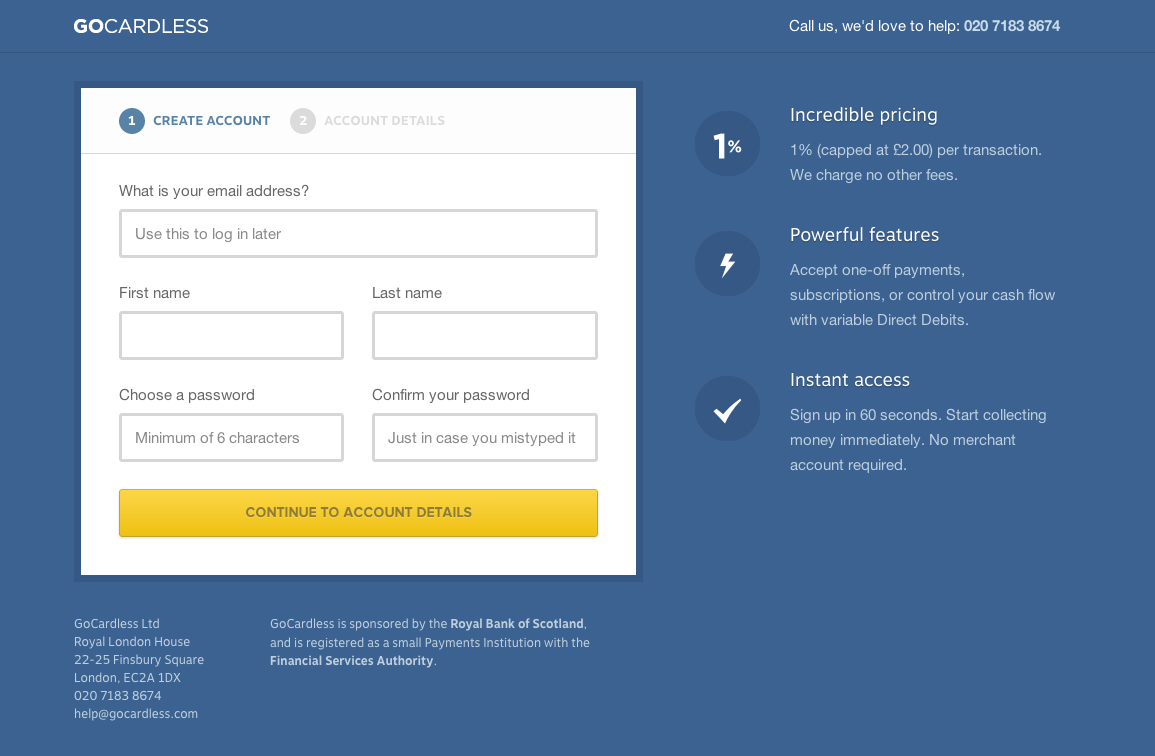 GOCARDLESS
Call us, we'd love to help: 020 7183 8674
1 CREATE ACCOUNT 2 ACCOUNT DETAILS
What is your email address?
Use this to log in later
First name Last name
Choose a password Confirm your password
Minimum of 6 characters Just in case you mistyped it
CONTINUE TO ACCOUNT DETAILS
1%
Incredible pricing
1% (capped at £2.00) per transaction.
We charge no other fees.
Powerful features
Accept one-off payments,
subscriptions, or control your cash flow
with variable Direct Debits.
Instant access
Sign up in 60 seconds. Start collecting
money immediately. No merchant
account required.
GoCardless Ltd
Royal London House
22-25 Finsbury Square
London, EC2A 1DX
020 7183 8674
help@gocardless.com
GoCardless is sponsored by the Royal Bank of Scotland,
and is registered as a small Payments Institution with the
Financial Services Authority.